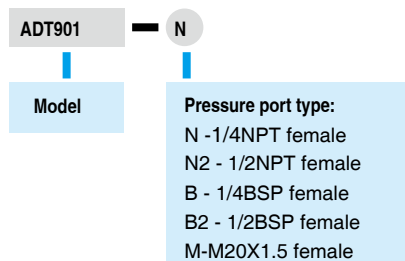 ADT901 N
Model
Pressure port type:
N -1/4NPT female
N2 - 1/2NPT female
B - 1/4BSP female
B2 - 1/2BSP female
M-M20X1.5 female